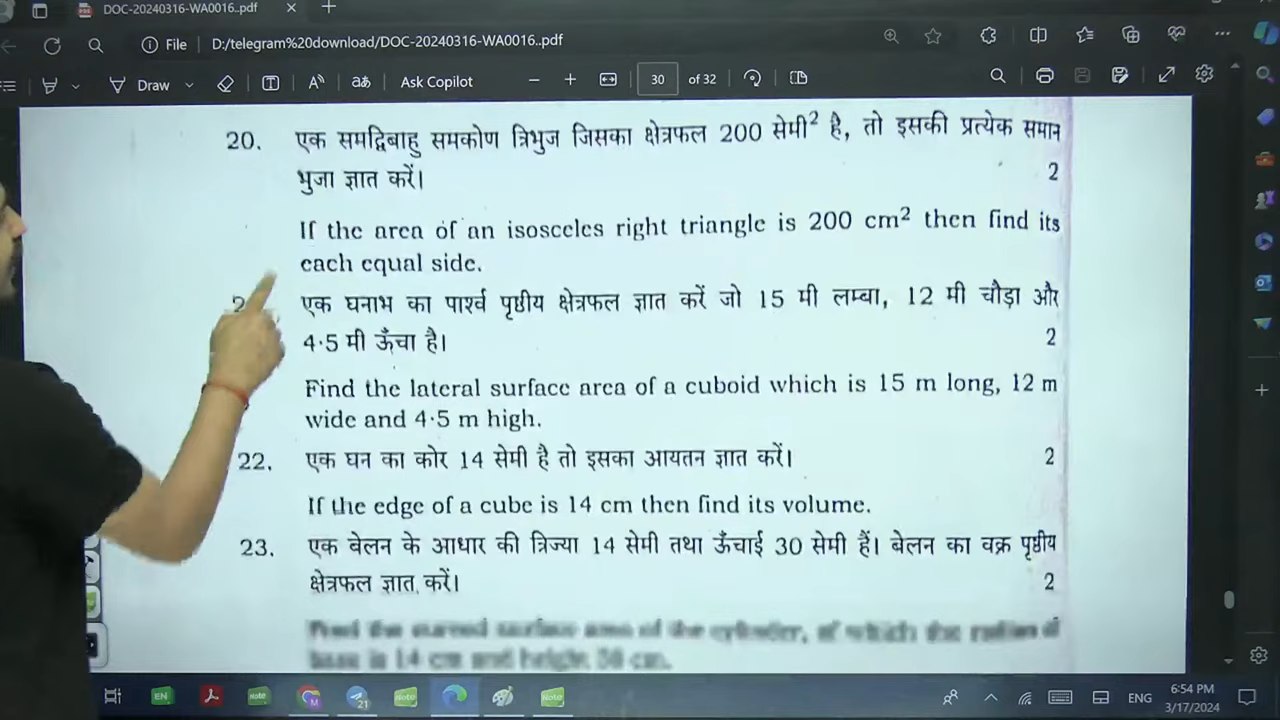 DOC-20240316-WA0016..pdf
File D:/telegram%20download/DOC-20240316-WA0016..pdf
Draw Ask Copilot 30 of 32
20. एक समद्विबाहु समकोण त्रिभुज जिसका क्षेत्रफल 200 सेमी² है, तो इसकी प्रत्येक समान
भुजा ज्ञात करें। 2
If the area of an isosceles right triangle is 200 cm² then find its
each equal side.
एक घनाभ का पार्श्व पृष्ठीय क्षेत्रफल ज्ञात करें जो 15 मी लम्बा, 12 मी चौड़ा और
4·5 मी ऊँचा है। 2
Find the lateral surface area of a cuboid which is 15 m long, 12 m
wide and 4·5 m high.
22. एक घन का कोर 14 सेमी है तो इसका आयतन ज्ञात करें। 2
If the edge of a cube is 14 cm then find its volume.
23. एक बेलन के आधार की त्रिज्या 14 सेमी तथा ऊँचाई 30 सेमी हैं। बेलन का वक्र पृष्ठीय
क्षेत्रफल ज्ञात करें। 2
EN note 21 note note ENG 6:54 PM
3/17/2024